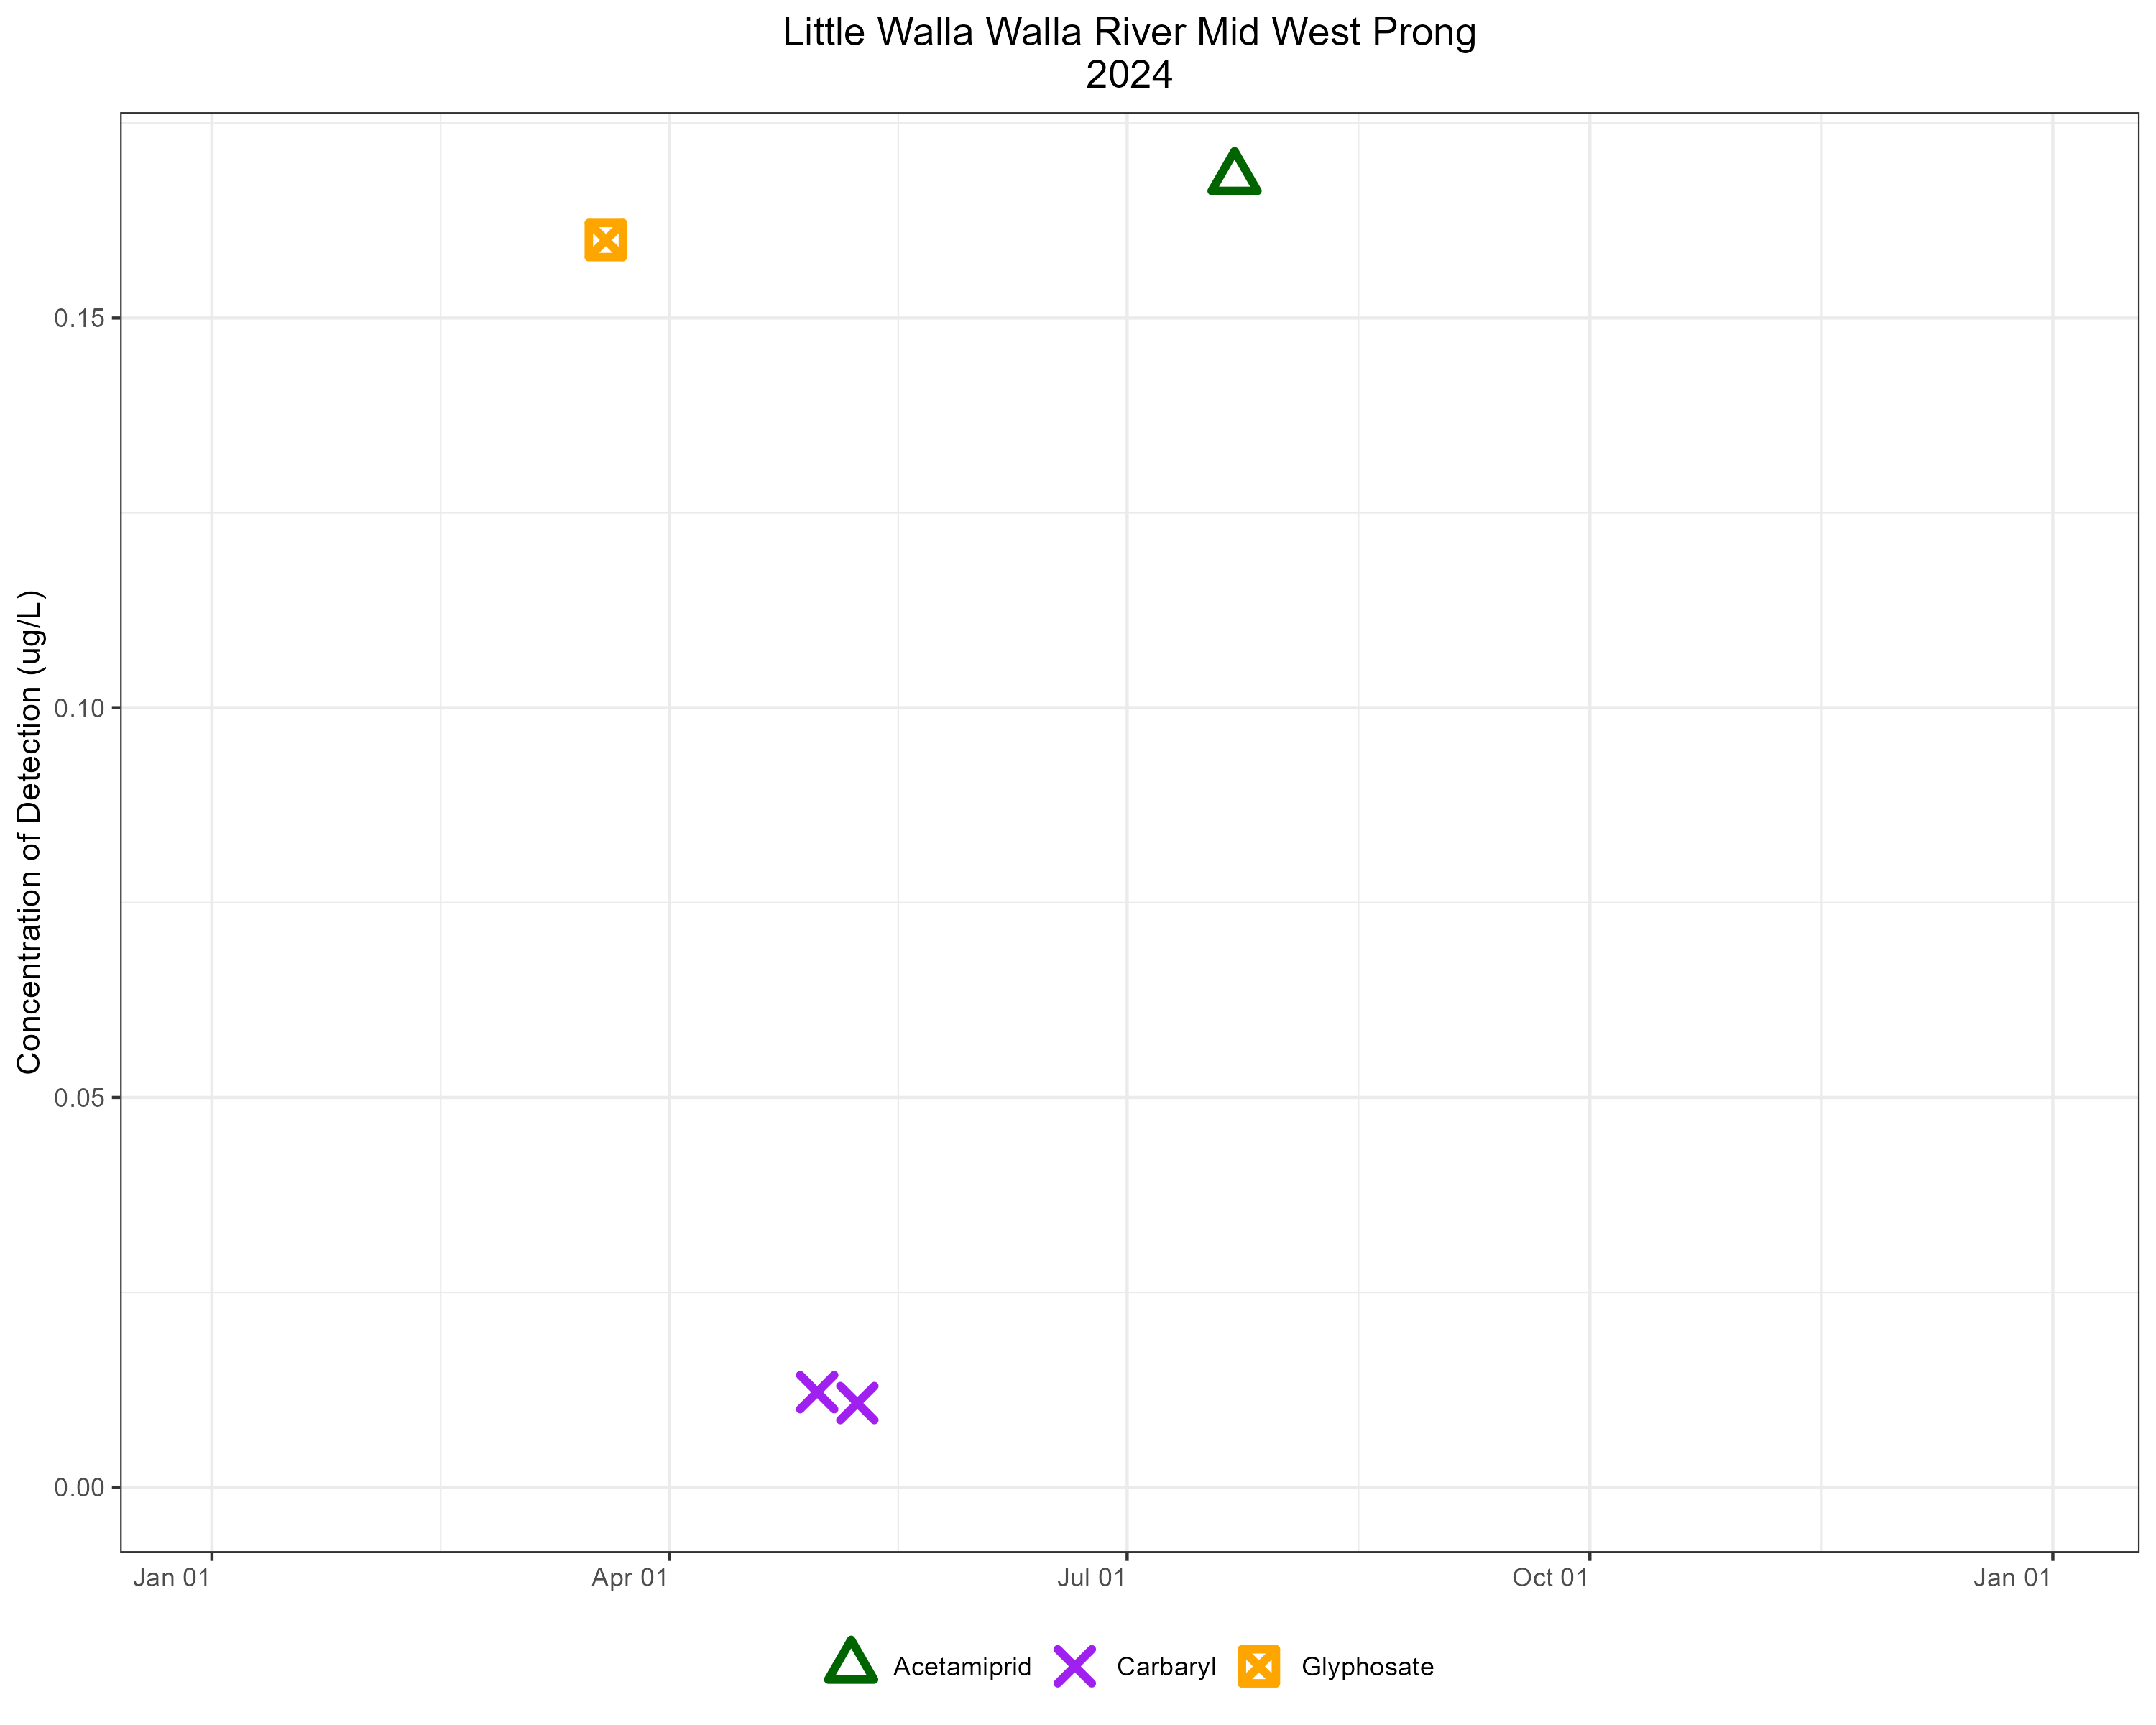 Little Walla Walla River Mid West Prong
2024
Concentration of Detection (ug/L)
0.15
0.10
0.05
0.00
Jan 01 Apr 01 Jul 01 Oct 01 Jan 01
Acetamiprid Carbaryl Glyphosate